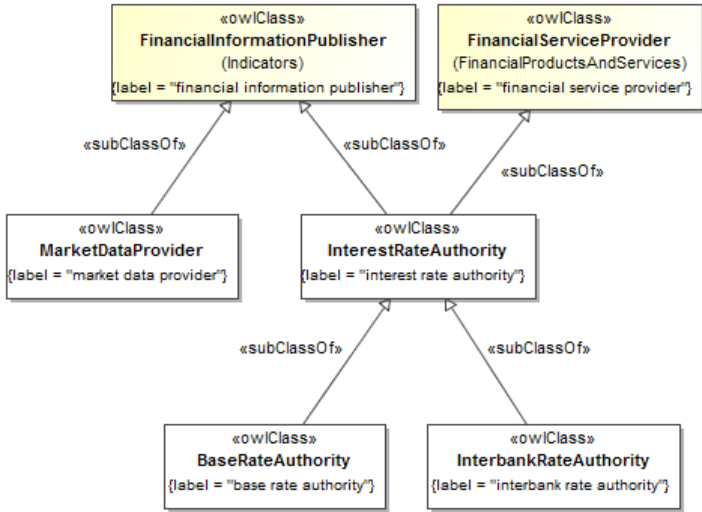 «owlClass»
FinancialInformationPublisher
(Indicators)
{label = "financial information publisher"}
«owlClass»
FinancialServiceProvider
(FinancialProductsAndServices)
{label = "financial service provider"}
«subClassOf»
«subClassOf»
«subClassOf»
«owlClass»
MarketDataProvider
{label = "market data provider"}
«owlClass»
InterestRateAuthority
{label = "interest rate authority"}
«subClassOf»
«subClassOf»
«owlClass»
BaseRateAuthority
{label = "base rate authority"}
«owlClass»
InterbankRateAuthority
{label = "interbank rate authority"}